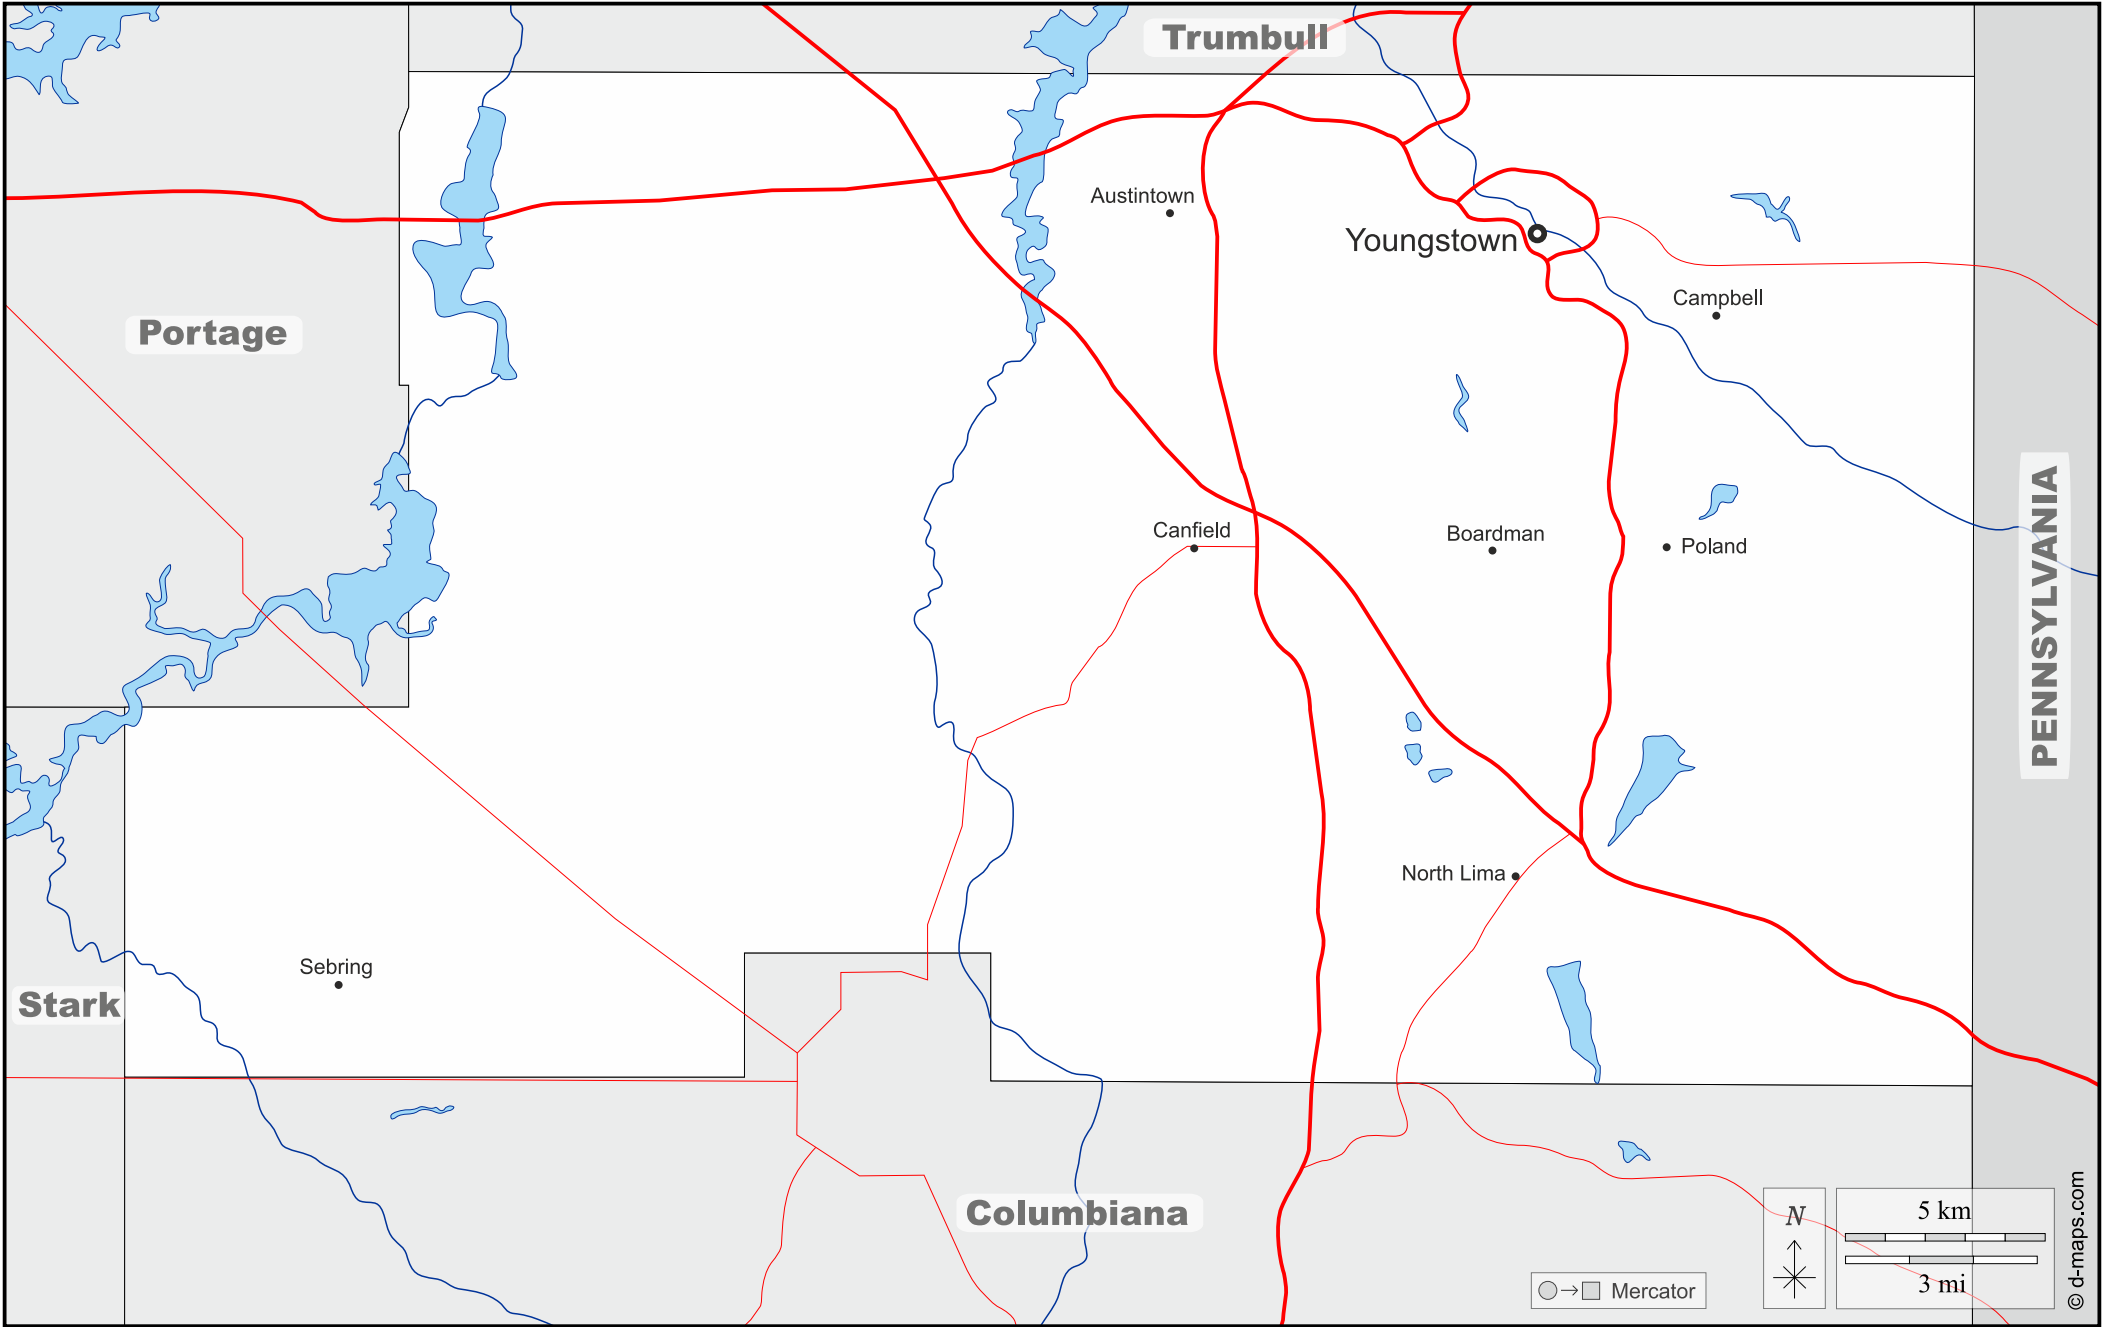 Trumbull
Austintown
Youngstown
Campbell
Portage
PENNSYLVANIA
Canfield
Boardman
Poland
North Lima
Sebring
Stark
Columbiana
N
5 km
3 mi
Mercator
© d-maps.com